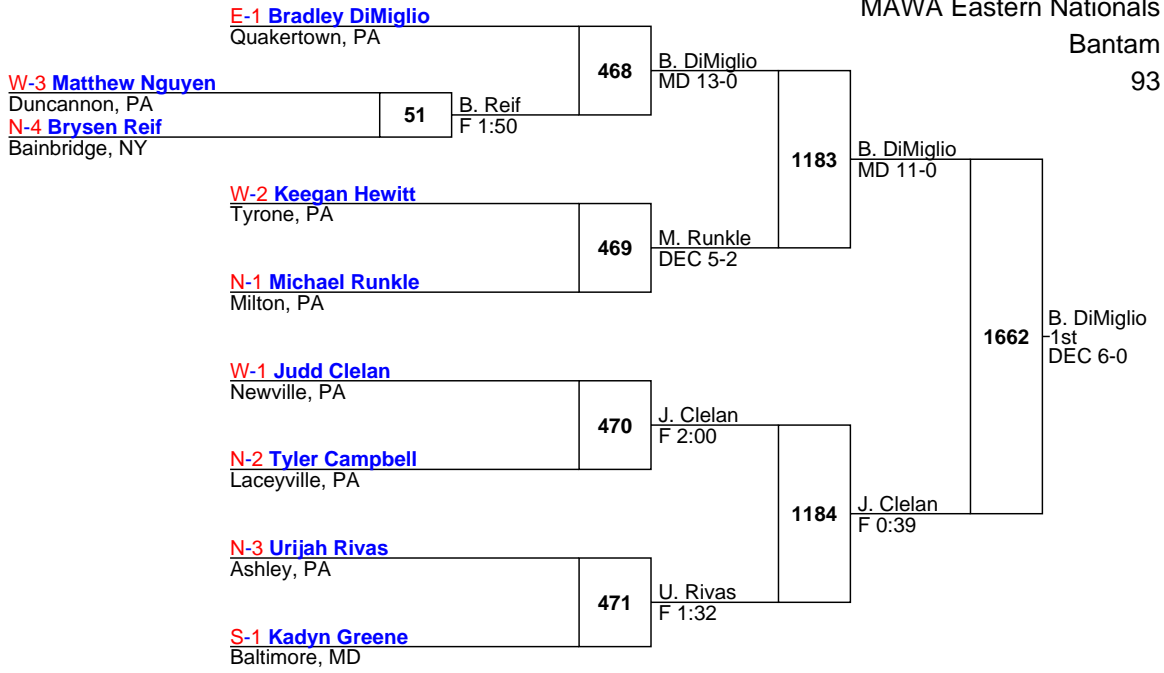 MAWA Eastern Nationals
Bantam
93
E-1 Bradley DiMiglio
Quakertown, PA
468
B. DiMiglio
MD 13-0
W-3 Matthew Nguyen
Duncannon, PA
N-4 Brysen Reif
Bainbridge, NY
51
B. Reif
F 1:50
1183
B. DiMiglio
MD 11-0
W-2 Keegan Hewitt
Tyrone, PA
469
M. Runkle
DEC 5-2
N-1 Michael Runkle
Milton, PA
1662
B. DiMiglio
1st
DEC 6-0
W-1 Judd Clelan
Newville, PA
470
J. Clelan
F 2:00
N-2 Tyler Campbell
Laceyville, PA
1184
J. Clelan
F 0:39
N-3 Urijah Rivas
Ashley, PA
471
U. Rivas
F 1:32
S-1 Kadyn Greene
Baltimore, MD